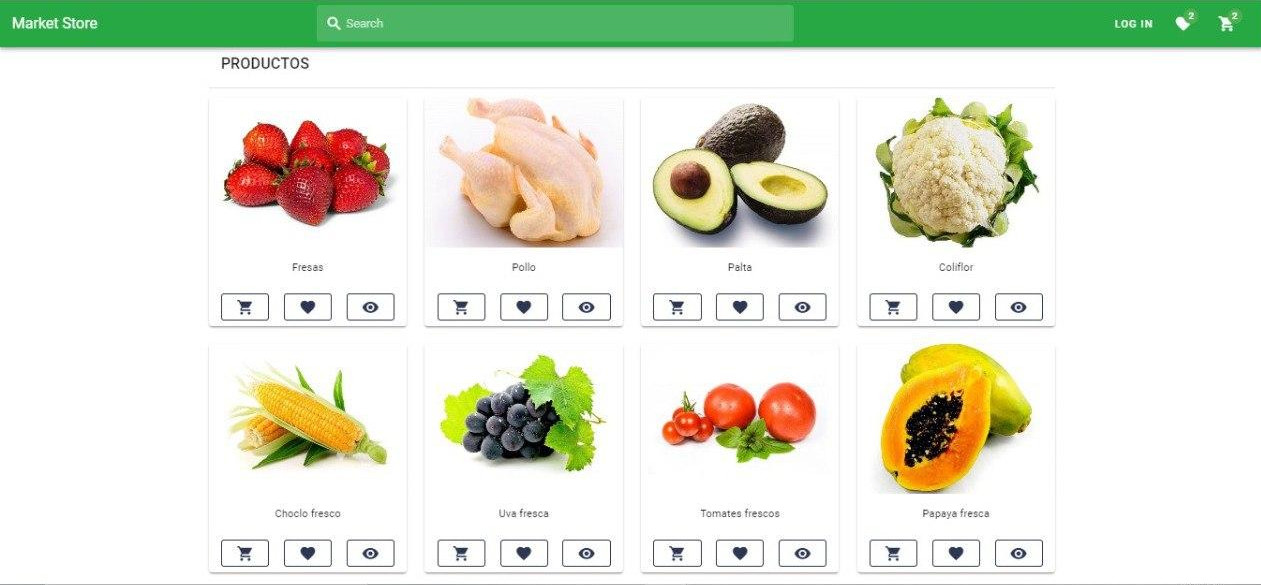 Market Store
Search
LOG IN
2
2
PRODUCTOS
Fresas
Pollo
Palta
Coliflor
Choclo fresco
Uva fresca
Tomates frescos
Papaya fresca